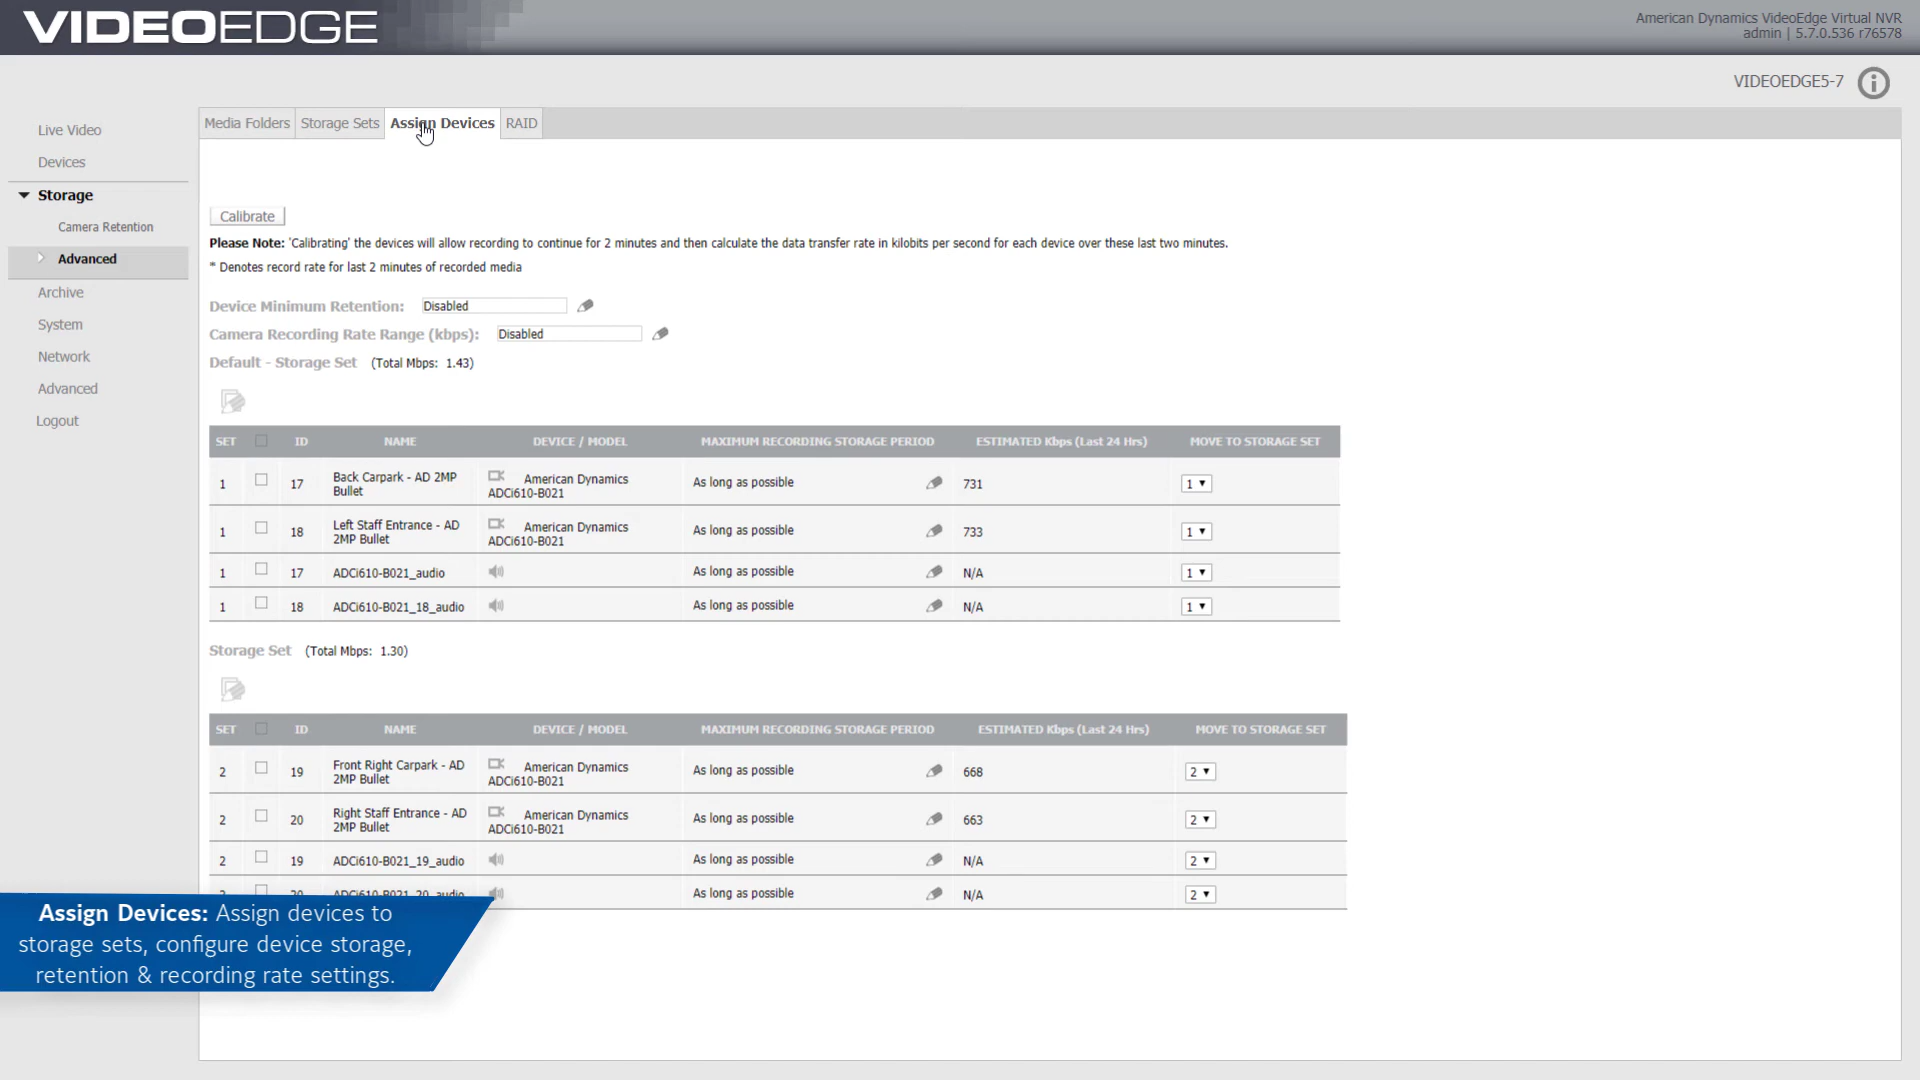 VIDEOEDGE
American Dynamics VideoEdge Virtual NVR
admin | 5.7.0.536 r76578
VIDEOEDGE5-7
Live Video
Devices
Storage
Camera Retention
Advanced
Archive
System
Network
Advanced
Logout
Media Folders Storage Sets Assign Devices RAID
Calibrate
Please Note: 'Calibrating' the devices will allow recording to continue for 2 minutes and then calculate the data transfer rate in kilobits per second for each device over these last two minutes.
* Denotes record rate for last 2 minutes of recorded media
Device Minimum Retention: Disabled
Camera Recording Rate Range (kbps): Disabled
Default - Storage Set (Total Mbps: 1.43)
SET ID NAME DEVICE / MODEL MAXIMUM RECORDING STORAGE PERIOD ESTIMATED Kbps (Last 24 Hrs) MOVE TO STORAGE SET
1 17 Back Carpark - AD 2MP Bullet American Dynamics ADCi610-B021 As long as possible 731 1
1 18 Left Staff Entrance - AD 2MP Bullet American Dynamics ADCi610-B021 As long as possible 733 1
1 17 ADCi610-B021_audio As long as possible N/A 1
1 18 ADCi610-B021_18_audio As long as possible N/A 1
Storage Set (Total Mbps: 1.30)
SET ID NAME DEVICE / MODEL MAXIMUM RECORDING STORAGE PERIOD ESTIMATED Kbps (Last 24 Hrs) MOVE TO STORAGE SET
2 19 Front Right Carpark - AD 2MP Bullet American Dynamics ADCi610-B021 As long as possible 668 2
2 20 Right Staff Entrance - AD 2MP Bullet American Dynamics ADCi610-B021 As long as possible 663 2
2 19 ADCi610-B021_19_audio As long as possible N/A 2
2 20 ADCi610-B021_20_audio As long as possible N/A 2
Assign Devices: Assign devices to
storage sets, configure device storage,
retention & recording rate settings.